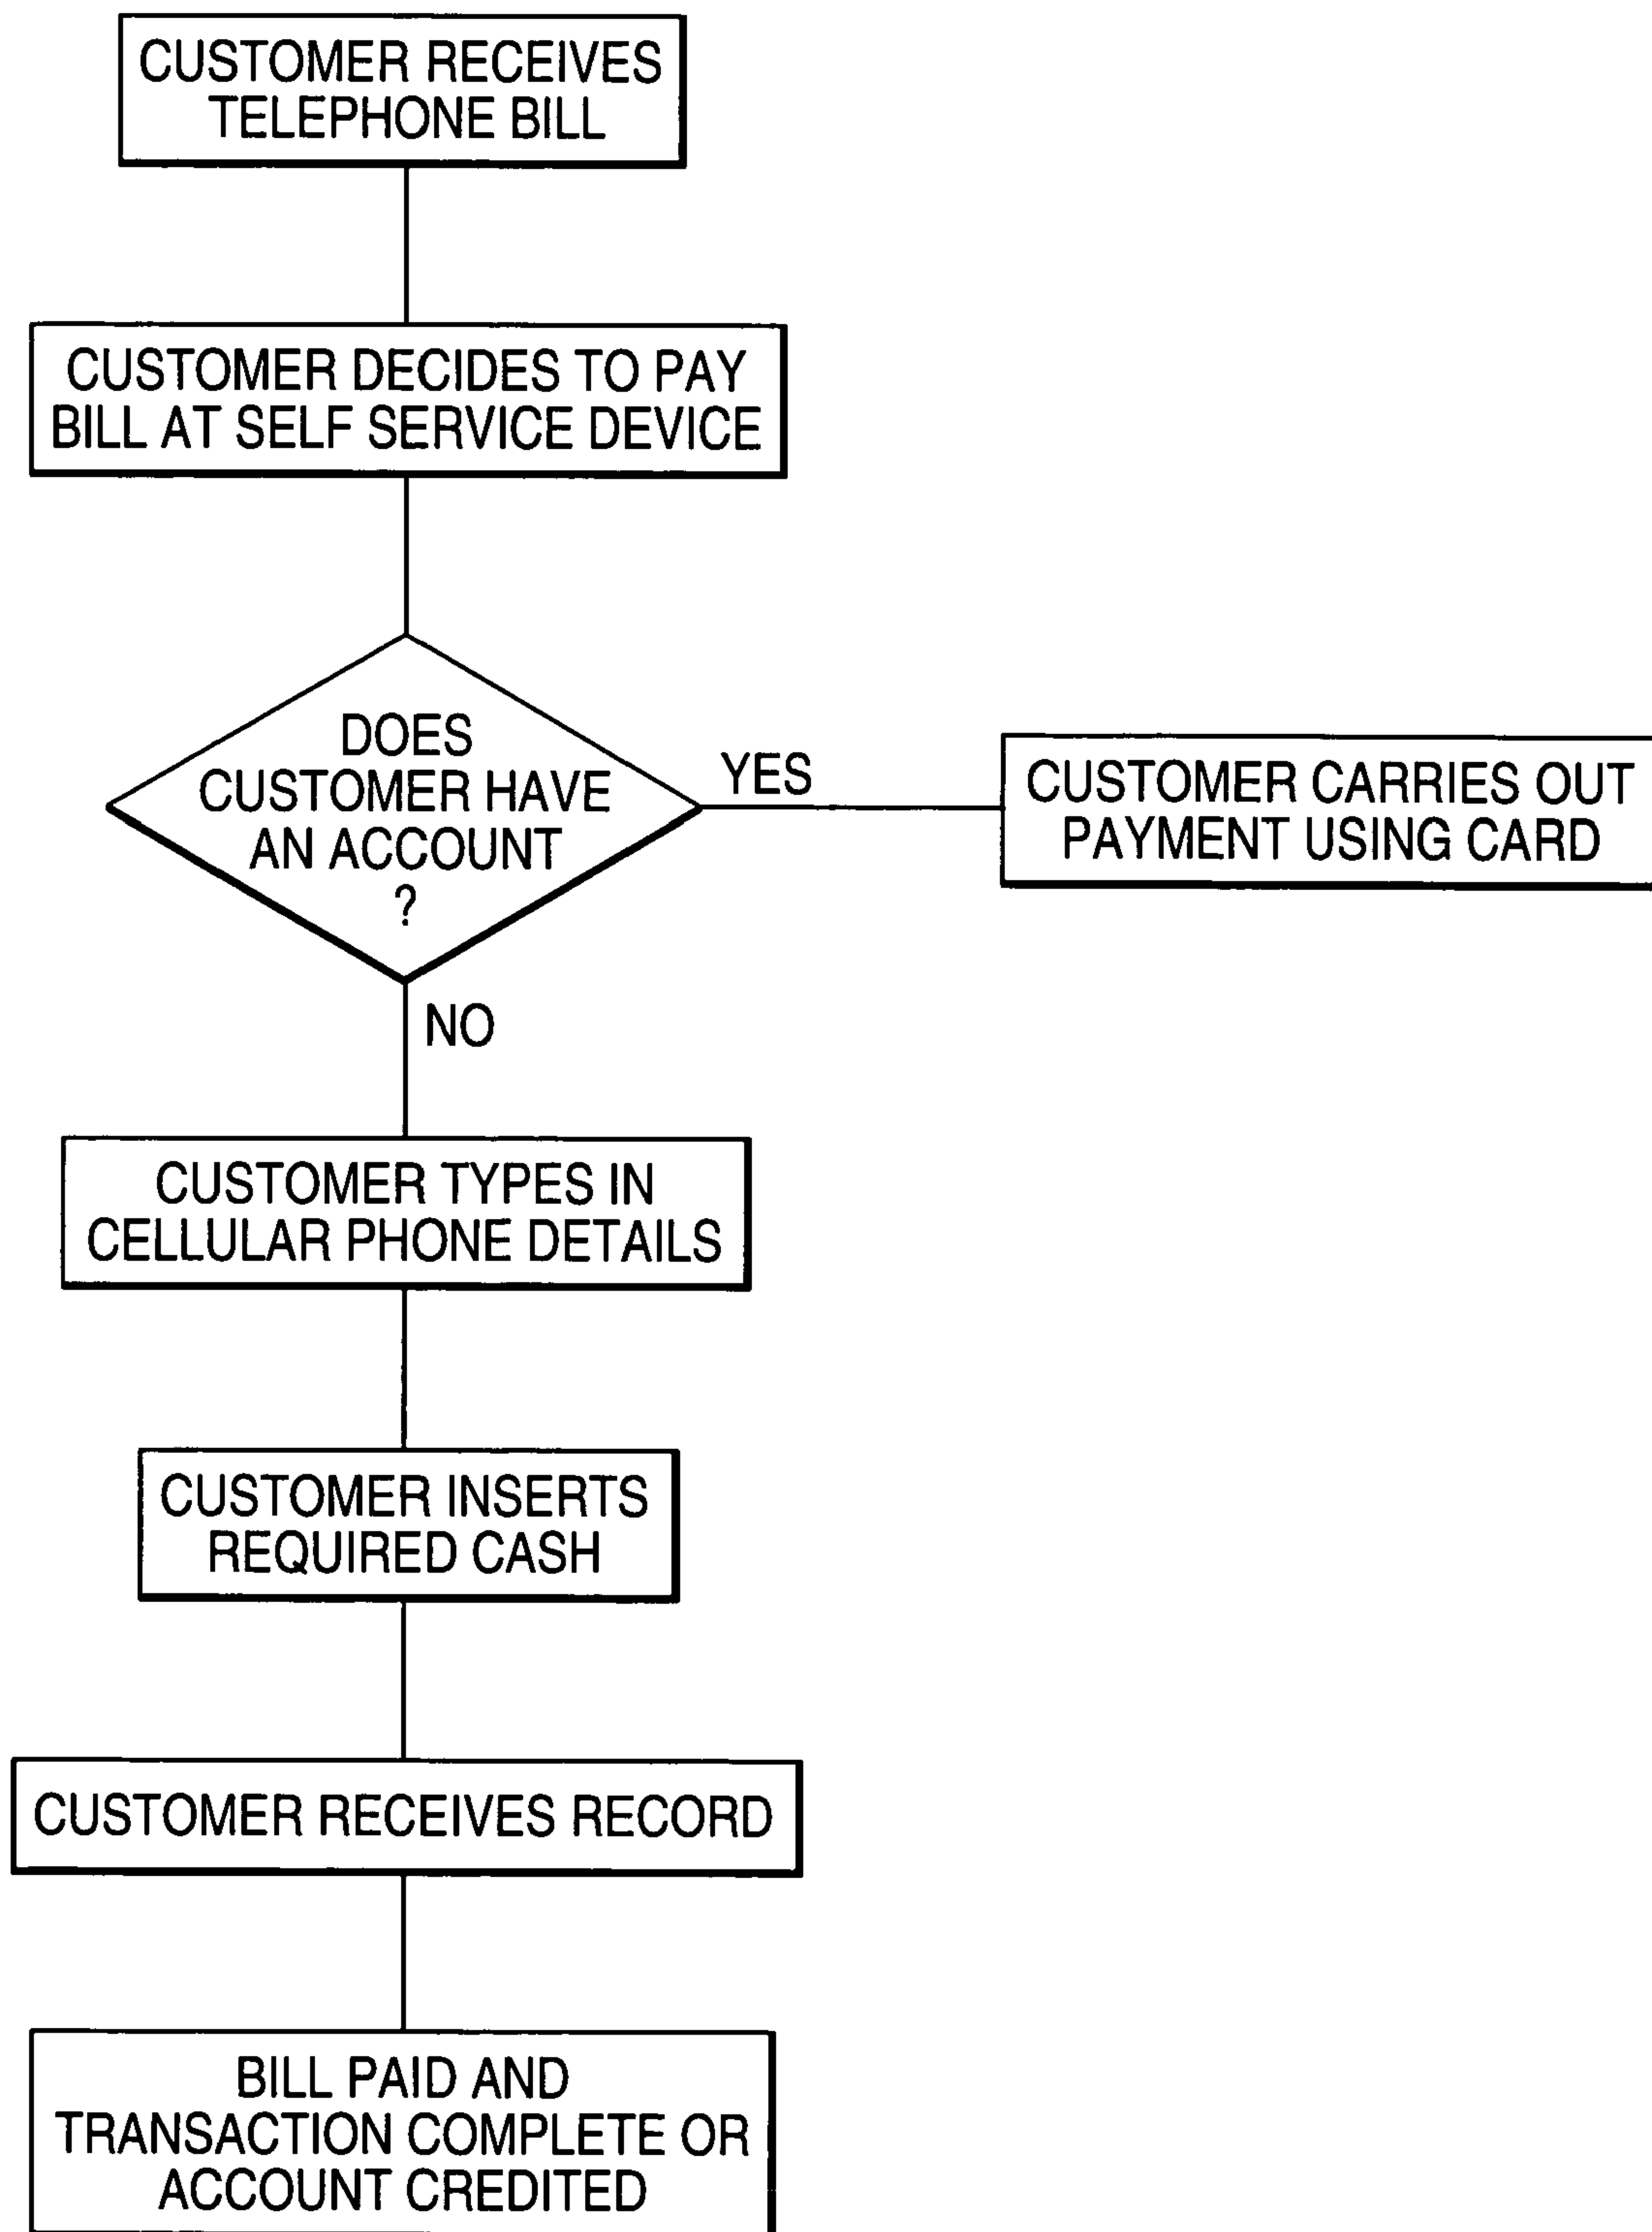 CUSTOMER RECEIVES
TELEPHONE BILL
CUSTOMER DECIDES TO PAY
BILL AT SELF SERVICE DEVICE
DOES
CUSTOMER HAVE
AN ACCOUNT
?
YES
CUSTOMER CARRIES OUT
PAYMENT USING CARD
NO
CUSTOMER TYPES IN
CELLULAR PHONE DETAILS
CUSTOMER INSERTS
REQUIRED CASH
CUSTOMER RECEIVES RECORD
BILL PAID AND
TRANSACTION COMPLETE OR
ACCOUNT CREDITED